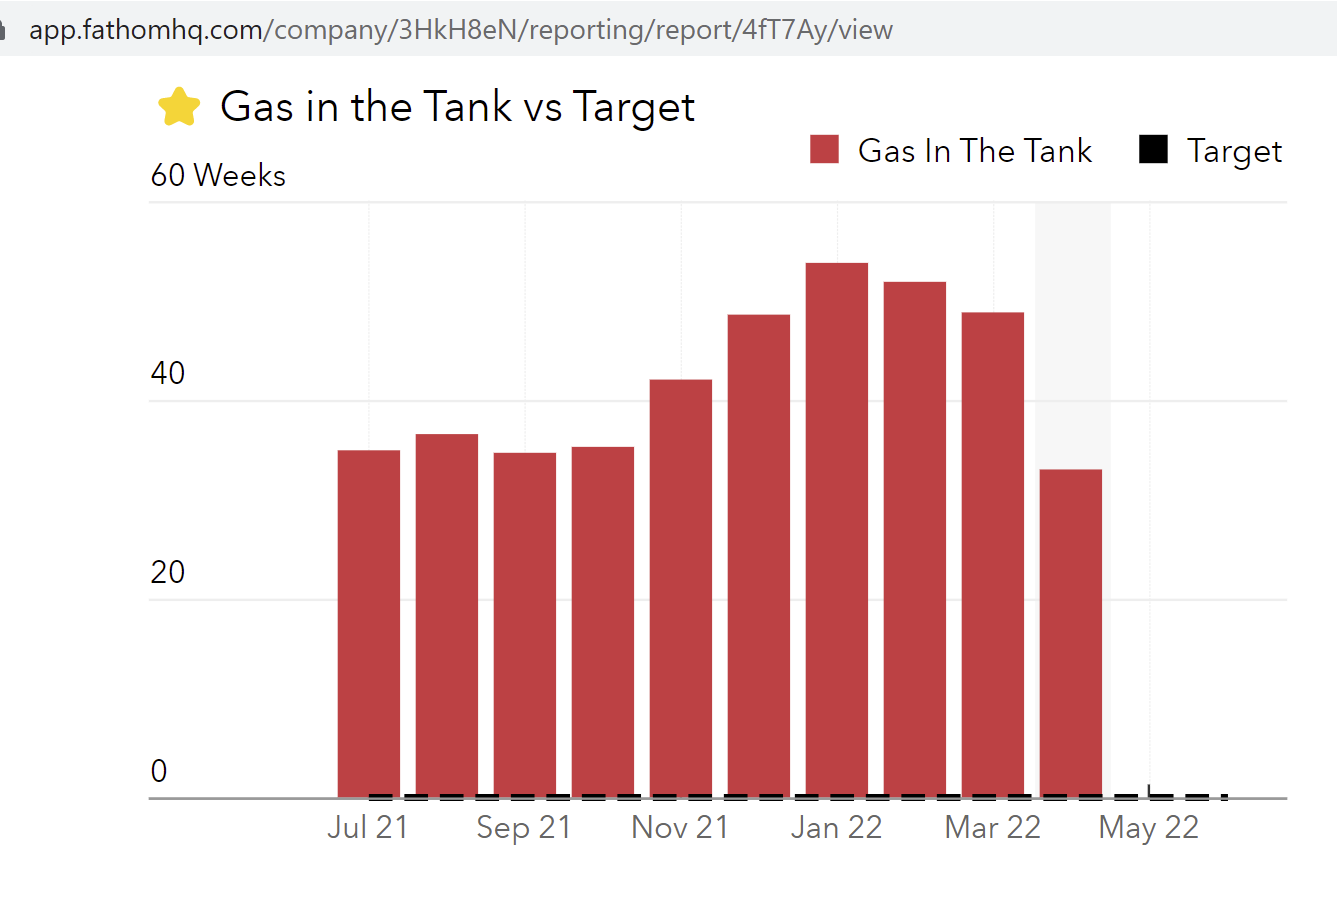 app.fathomhq.com/company/3HkH8eN/reporting/report/4fT7Ay/view
Gas in the Tank vs Target
Gas In The Tank Target
60 Weeks
40
20
0
Jul 21 Sep 21 Nov 21 Jan 22 Mar 22 May 22